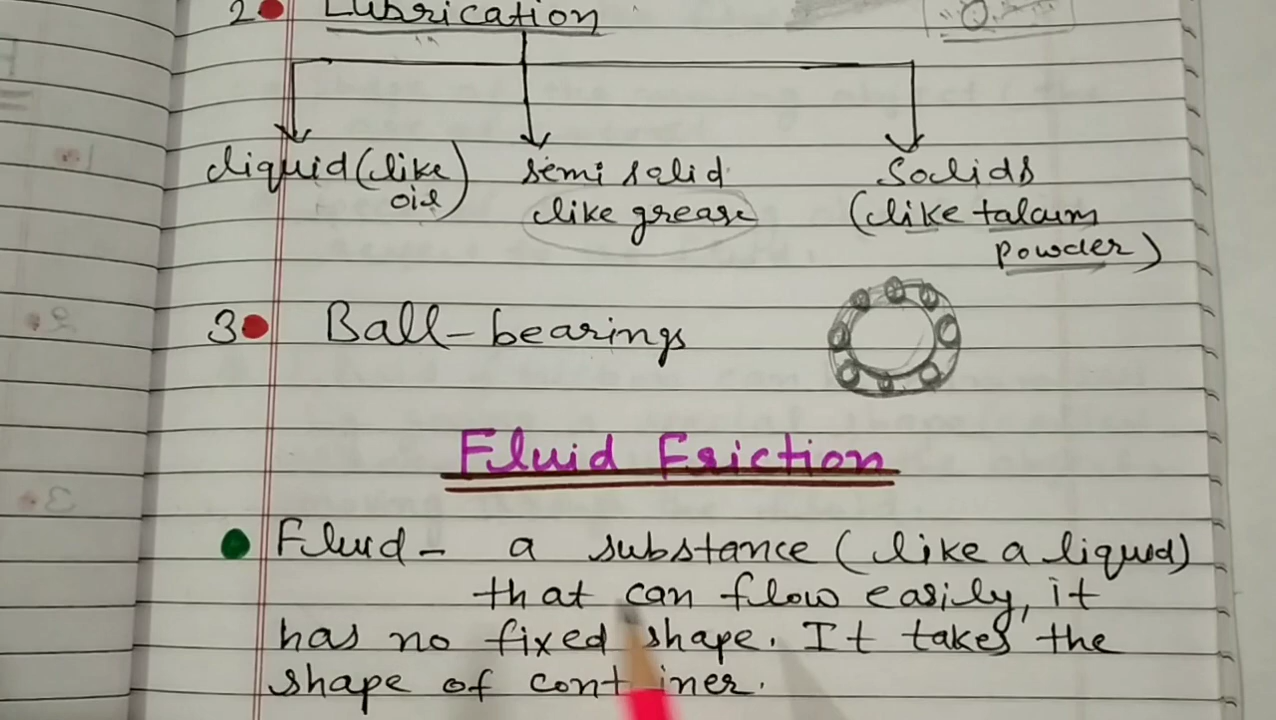 2 Lubrication
liquid (like oil) semi solid like grease Solids (like talcum powder)
3 Ball-bearings
Fluid Friction
Fluid - a substance (like a liquid)
that can flow easily, it
has no fixed shape. It takes the
shape of container.